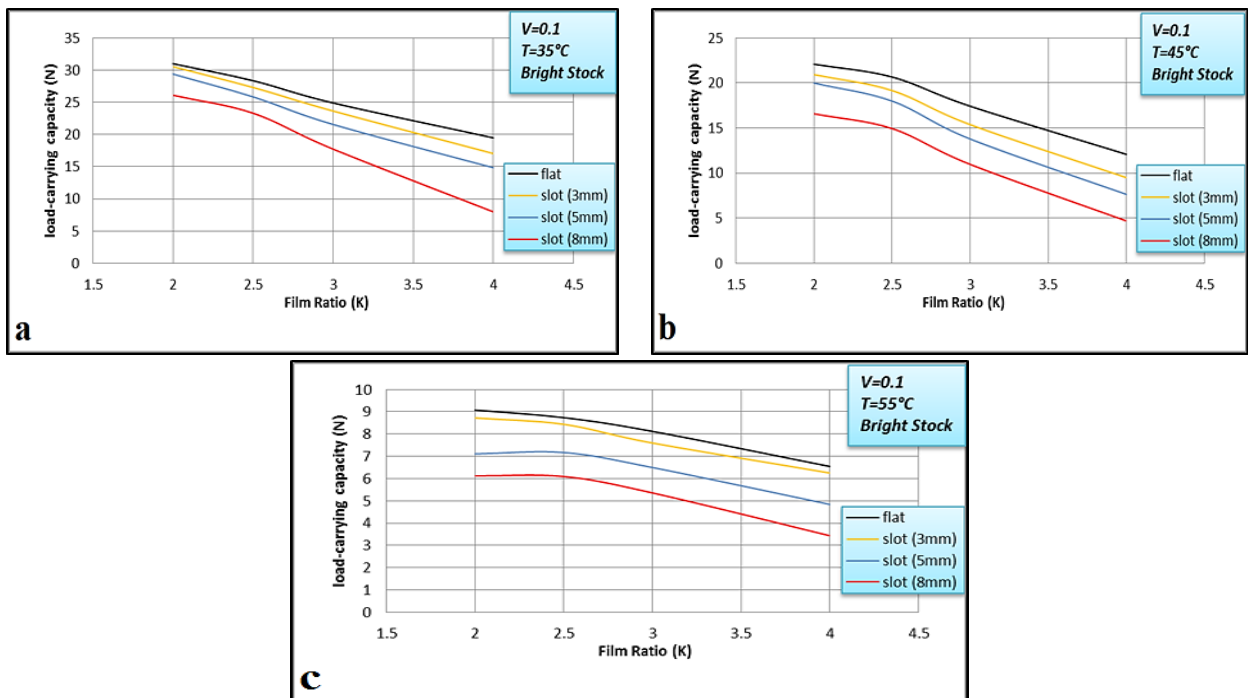 V=0.1
T=35°C
Bright Stock
load-carrying capacity (N)
35
30
25
20
15
10
5
0
1.5 2 2.5 3 3.5 4 4.5
Film Ratio (K)
flat
slot (3mm)
slot (5mm)
slot (8mm)
a
V=0.1
T=45°C
Bright Stock
load-carrying capacity (N)
25
20
15
10
5
0
1.5 2 2.5 3 3.5 4 4.5
Film Ratio (K)
flat
slot (3mm)
slot (5mm)
slot (8mm)
b
V=0.1
T=55°C
Bright Stock
load-carrying capacity (N)
10
9
8
7
6
5
4
3
2
1
0
1.5 2 2.5 3 3.5 4 4.5
Film Ratio (K)
flat
slot (3mm)
slot (5mm)
slot (8mm)
c